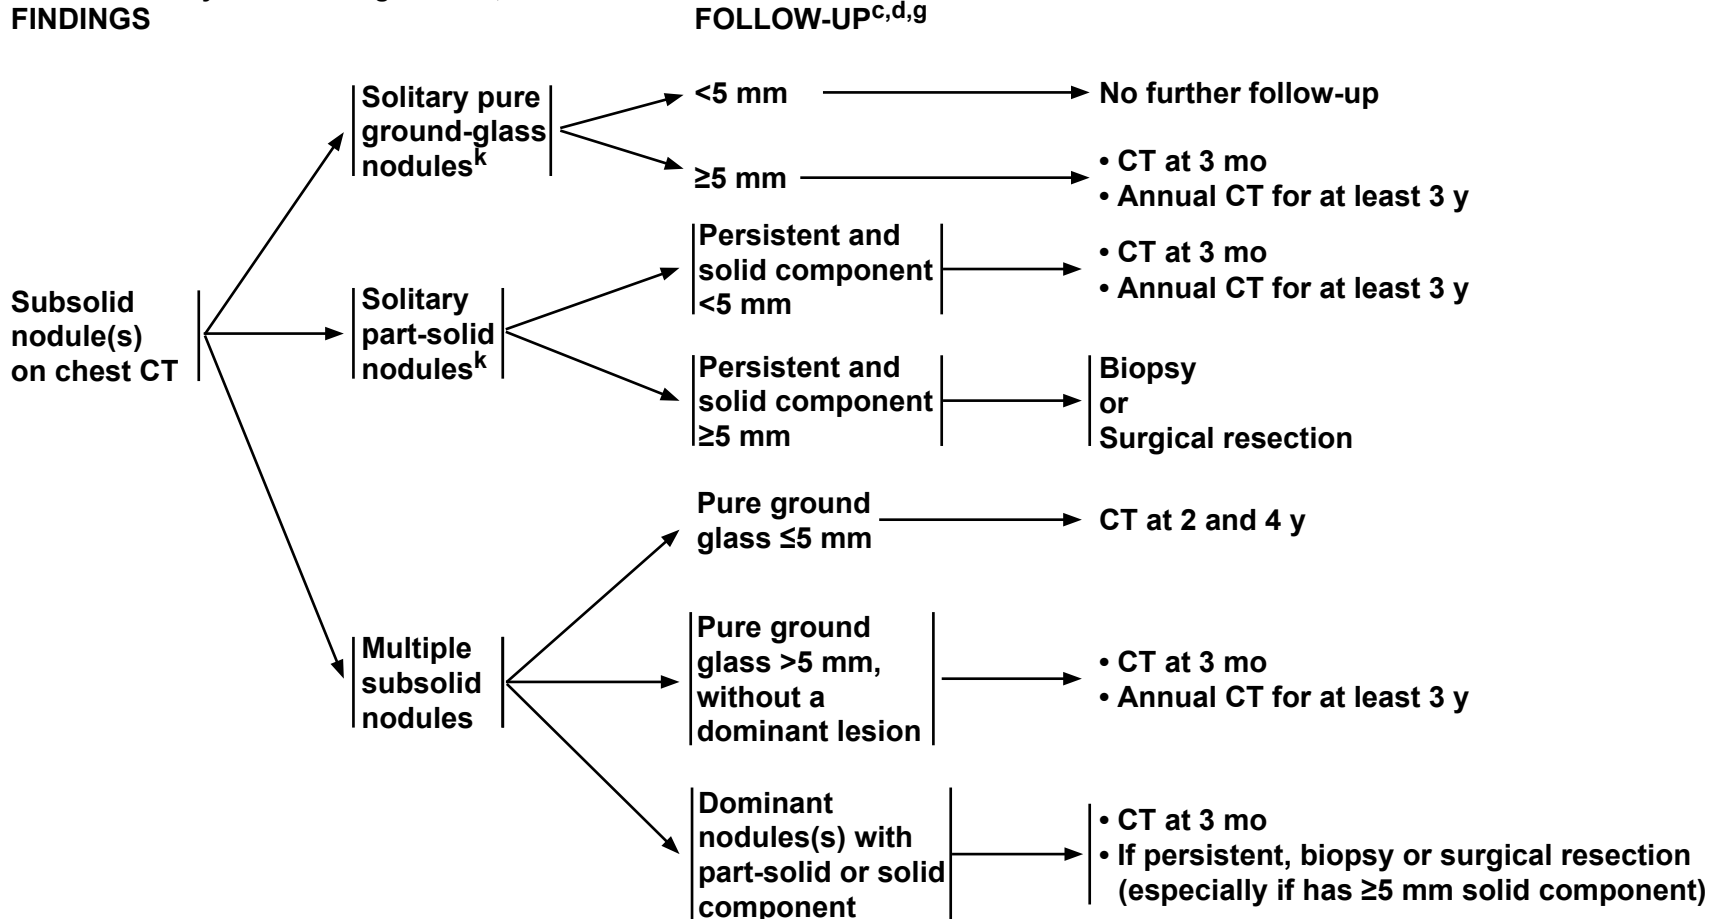 FINDINGS
FOLLOW-UPc,d,g
Solitary pure
ground-glass
nodulesk
<5 mm
No further follow-up
≥5 mm
• CT at 3 mo
• Annual CT for at least 3 y
Subsolid
nodule(s)
on chest CT
Solitary
part-solid
nodulesk
Persistent and
solid component
<5 mm
• CT at 3 mo
• Annual CT for at least 3 y
Persistent and
solid component
≥5 mm
Biopsy
or
Surgical resection
Multiple
subsolid
nodules
Pure ground
glass ≤5 mm
CT at 2 and 4 y
Pure ground
glass >5 mm,
without a
dominant lesion
• CT at 3 mo
• Annual CT for at least 3 y
Dominant
nodules(s) with
part-solid or solid
component
• CT at 3 mo
• If persistent, biopsy or surgical resection
(especially if has ≥5 mm solid component)